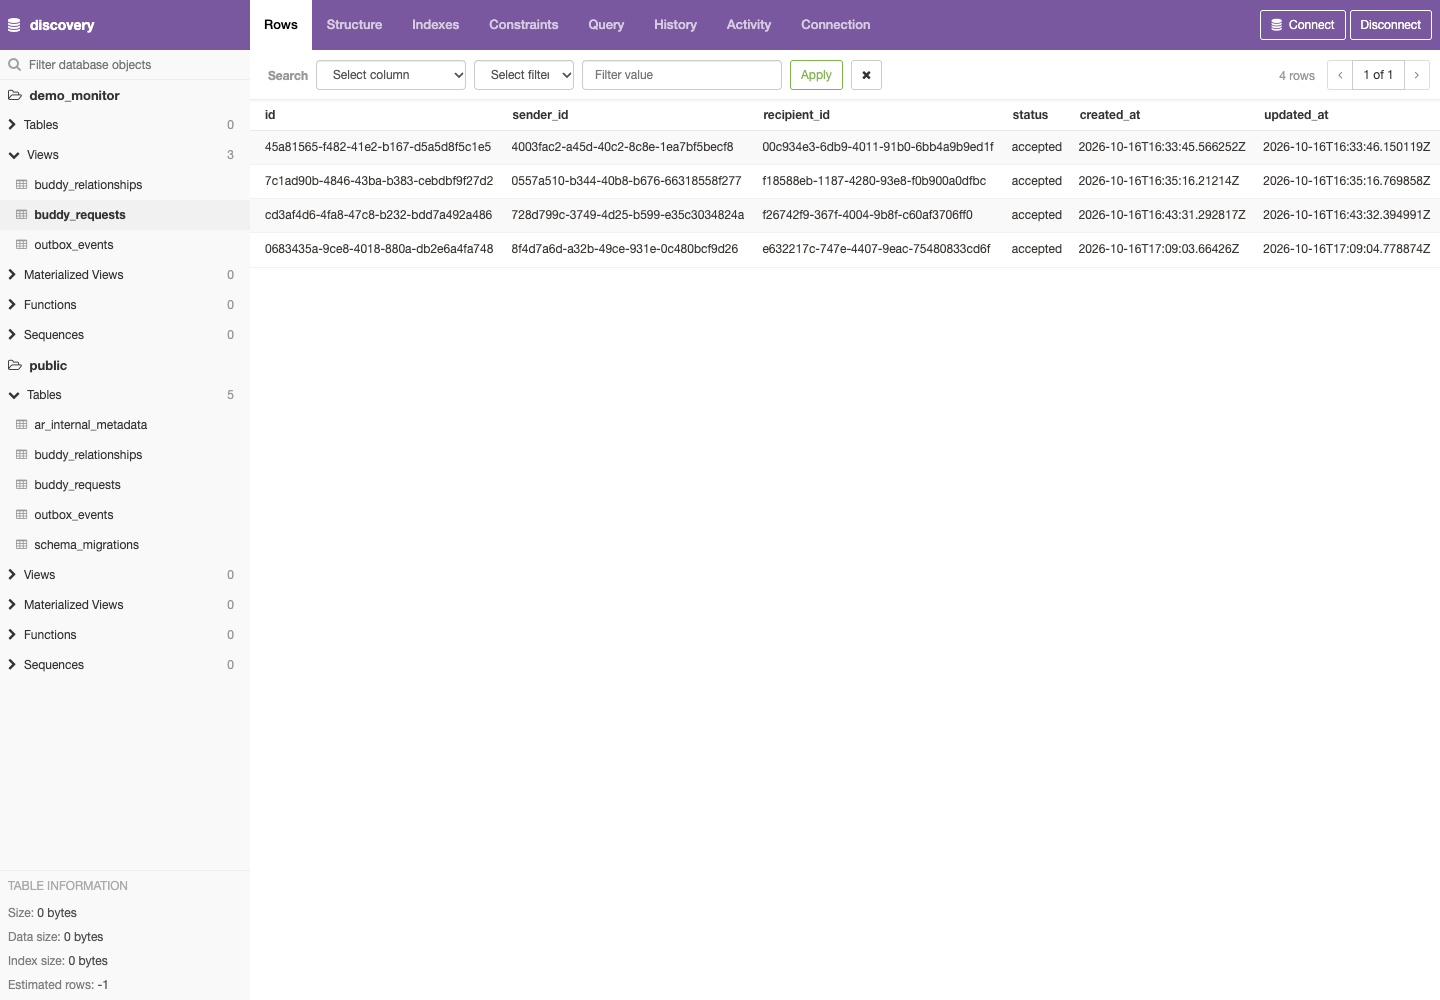 discovery
Rows Structure Indexes Constraints Query History Activity Connection
Connect Disconnect
Filter database objects
demo_monitor
Tables 0
Views 3
buddy_relationships
buddy_requests
outbox_events
Materialized Views 0
Functions 0
Sequences 0
public
Tables 5
ar_internal_metadata
buddy_relationships
buddy_requests
outbox_events
schema_migrations
Views 0
Materialized Views 0
Functions 0
Sequences 0
TABLE INFORMATION
Size: 0 bytes
Data size: 0 bytes
Index size: 0 bytes
Estimated rows: -1
Search Select column Select filter Filter value Apply
4 rows 1 of 1
id sender_id recipient_id status created_at updated_at
45a81565-f482-41e2-b167-d5a5d8f5c1e5 4003fac2-a45d-40c2-8c8e-1ea7bf5becf8 00c934e3-6db9-4011-91b0-6bb4a9b9ed1f accepted 2026-10-16T16:33:45.566252Z 2026-10-16T16:33:46.150119Z
7c1ad90b-4846-43ba-b383-cebdbf9f27d2 0557a510-b344-40b8-b676-66318558f277 f18588eb-1187-4280-93e8-f0b900a0dfbc accepted 2026-10-16T16:35:16.21214Z 2026-10-16T16:35:16.769858Z
cd3af4d6-4fa8-47c8-b232-bdd7a492a486 728d799c-3749-4d25-b599-e35c3034824a f26742f9-367f-4004-9b8f-c60af3706ff0 accepted 2026-10-16T16:43:31.292817Z 2026-10-16T16:43:32.394991Z
0683435a-9ce8-4018-880a-db2e6a4fa748 8f4d7a6d-a32b-49ce-931e-0c480bcf9d26 e632217c-747e-4407-9eac-75480833cd6f accepted 2026-10-16T17:09:03.66426Z 2026-10-16T17:09:04.778874Z